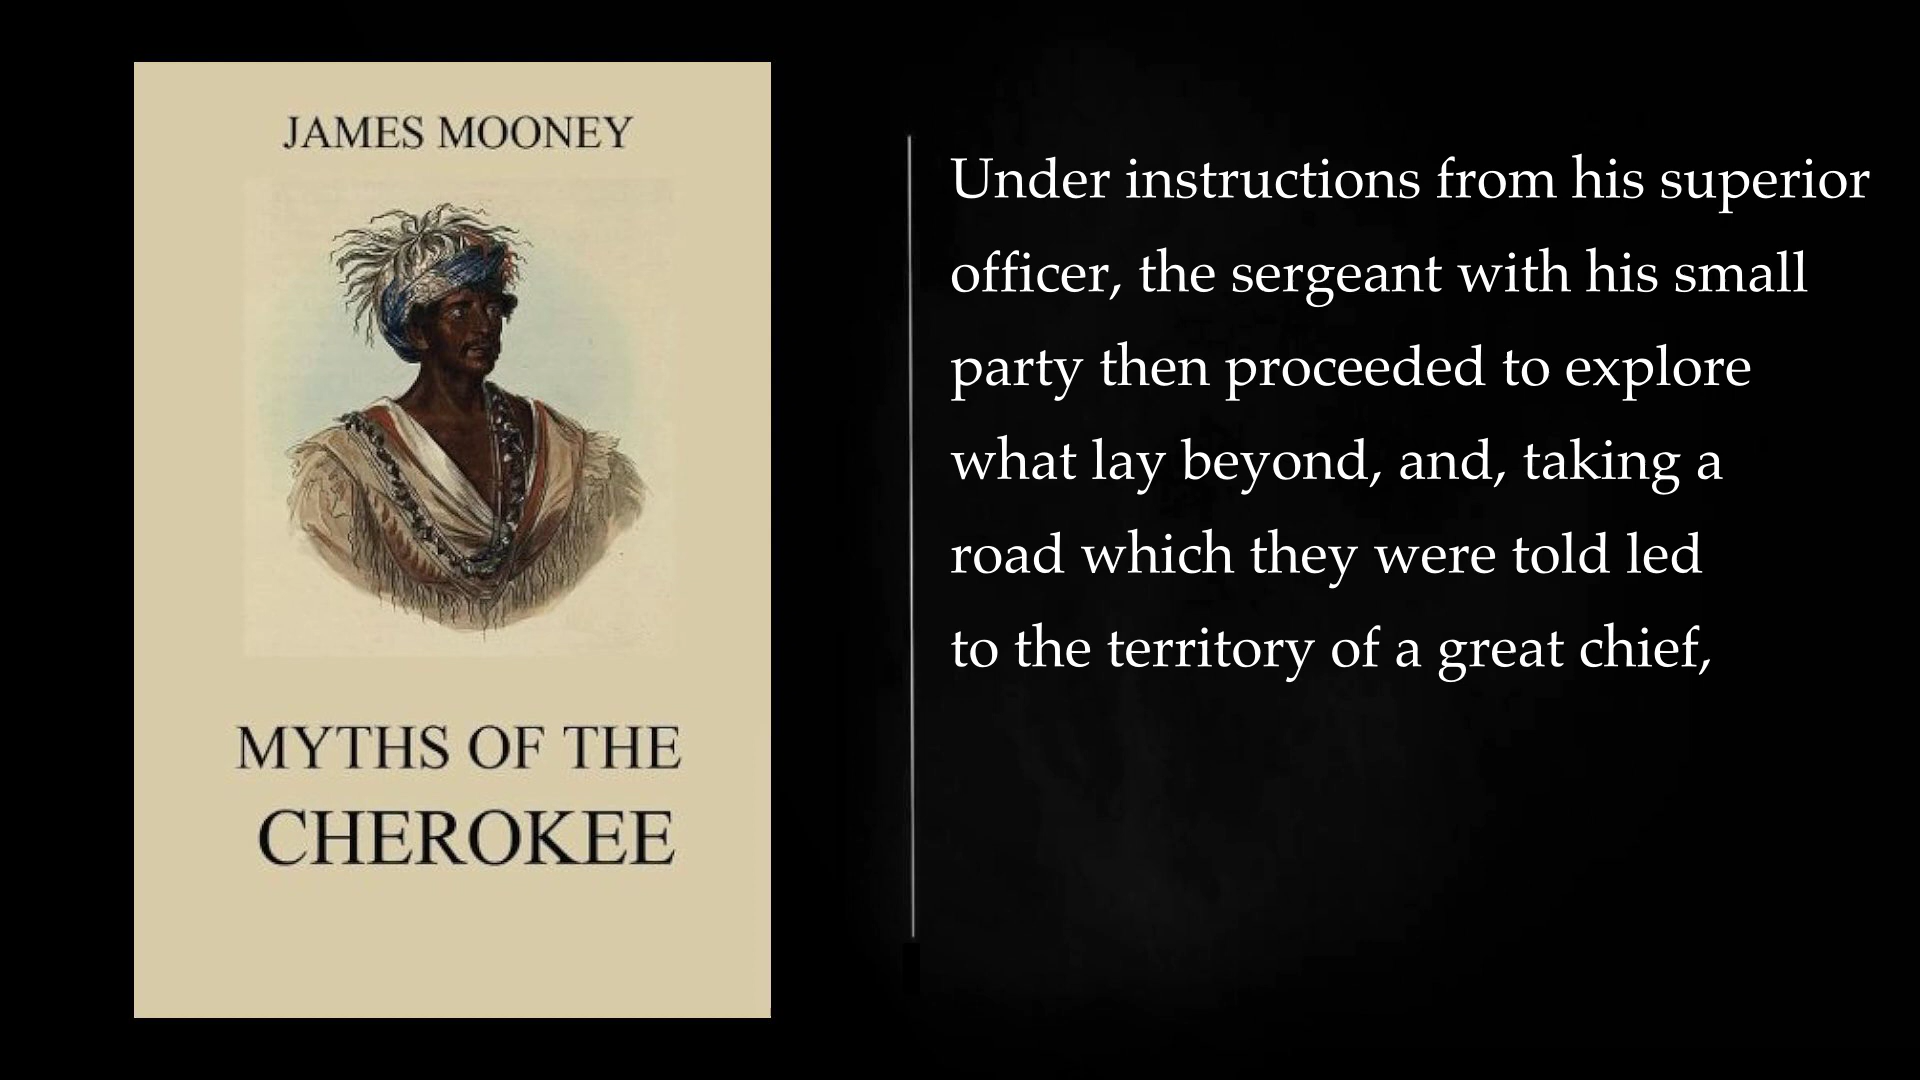 JAMES MOONEY
MYTHS OF THE
CHEROKEE
Under instructions from his superior
officer, the sergeant with his small
party then proceeded to explore
what lay beyond, and, taking a
road which they were told led
to the territory of a great chief,